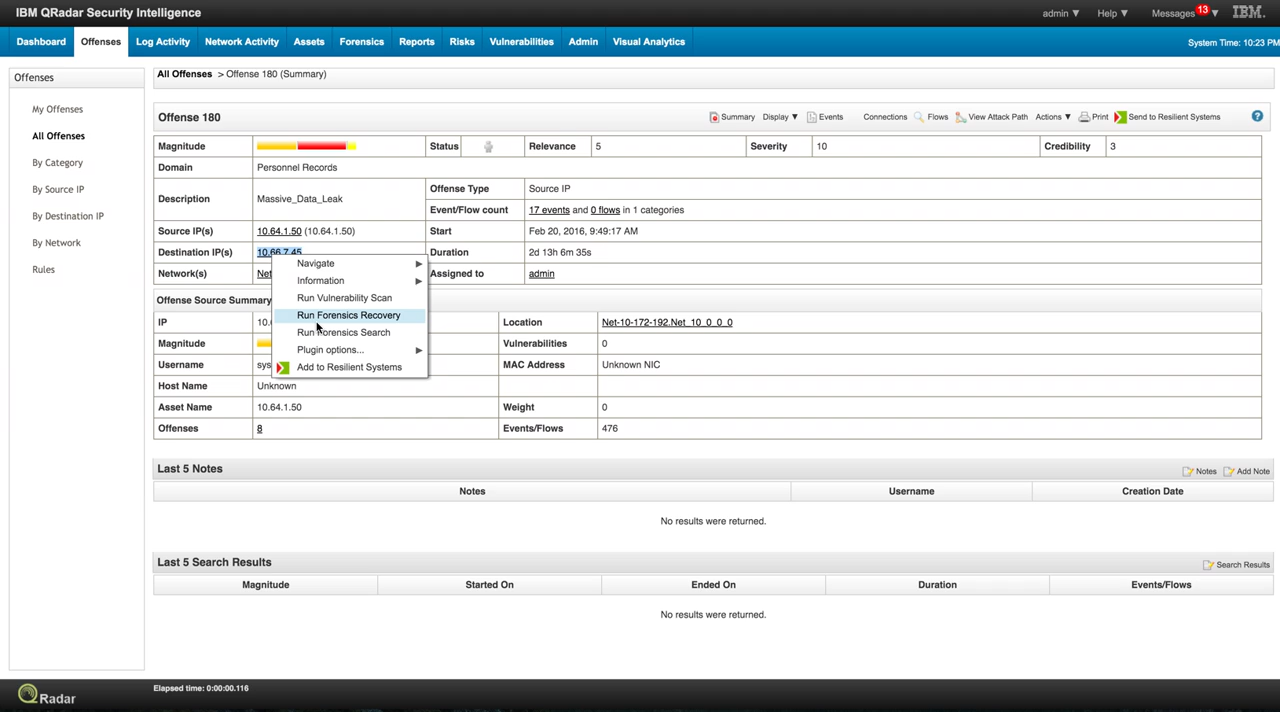 IBM QRadar Security Intelligence
admin ▼ Help ▼ Messages 13 ▼ IBM.
Dashboard Offenses Log Activity Network Activity Assets Forensics Reports Risks Vulnerabilities Admin Visual Analytics System Time: 10:23 PM
Offenses
My Offenses
All Offenses
By Category
By Source IP
By Destination IP
By Network
Rules
All Offenses > Offense 180 (Summary)
Offense 180 Summary Display ▼ Events Connections Flows View Attack Path Actions ▼ Print Send to Resilient Systems ?
Magnitude Status Relevance 5 Severity 10 Credibility 3
Domain Personnel Records
Description Massive_Data_Leak
Offense Type Source IP
Event/Flow count 17 events and 0 flows in 1 categories
Source IP(s) 10.64.1.50 (10.64.1.50) Start Feb 20, 2016, 9:49:17 AM
Destination IP(s) 10.66.7.45 Duration 2d 13h 6m 35s
Network(s) Net Assigned to admin
Navigate
Information
Run Vulnerability Scan
Run Forensics Recovery
Run Forensics Search
Plugin options...
Add to Resilient Systems
Offense Source Summary
IP 10. Location Net-10-172-192.Net_10_0_0_0
Magnitude Vulnerabilities 0
Username sys MAC Address Unknown NIC
Host Name Unknown
Asset Name 10.64.1.50 Weight 0
Offenses 8 Events/Flows 476
Last 5 Notes Notes Add Note
Notes Username Creation Date
No results were returned.
Last 5 Search Results Search Results
Magnitude Started On Ended On Duration Events/Flows
No results were returned.
QRadar
Elapsed time: 0:00:00.116